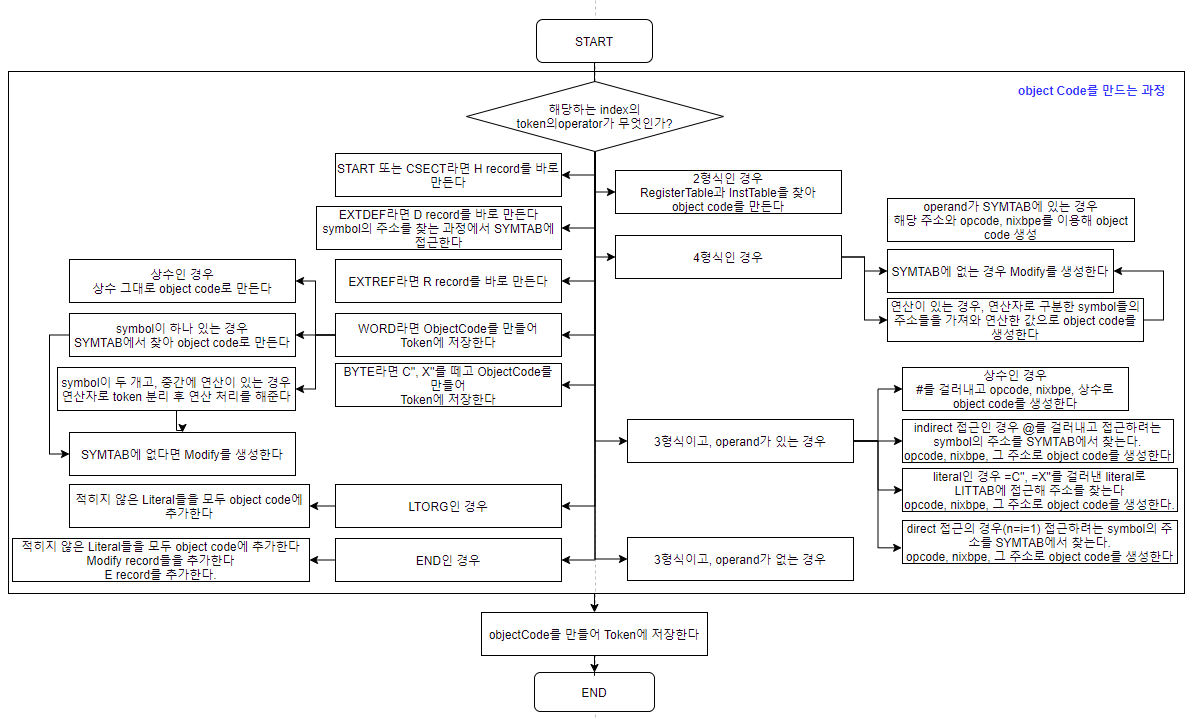 START
object Code를 만드는 과정
해당하는 index의
token의operator가 무엇인가?
START 또는 CSECT라면 H record를 바로
만든다
EXTDEF라면 D record를 바로 만든다
symbol의 주소를 찾는 과정에서 SYMTAB에
접근한다
EXTREF라면 R record를 바로 만든다
WORD라면 ObjectCode를 만들어
Token에 저장한다
상수인 경우
상수 그대로 object code로 만든다
symbol이 하나 있는 경우
SYMTAB에서 찾아 object code로 만든다
symbol이 두 개고, 중간에 연산이 있는 경우
연산자로 token 분리 후 연산 처리를 해준다
SYMTAB에 없다면 Modify를 생성한다
BYTE라면 C", X"를 떼고 ObjectCode를
만들어
Token에 저장한다
LTORG인 경우
적히지 않은 Literal들을 모두 object code에
추가한다
END인 경우
적히지 않은 Literal들을 모두 object code에 추가한다
Modify record들을 추가한다
E record를 추가한다.
2형식인 경우
RegisterTable과 InstTable을 찾아
object code를 만든다
4형식인 경우
operand가 SYMTAB에 있는 경우
해당 주소와 opcode, nixbpe를 이용해 object
code 생성
SYMTAB에 없는 경우 Modify를 생성한다
연산이 있는 경우, 연산자로 구분한 symbol들의
주소들을 가져와 연산한 값으로 object code를
생성한다
3형식이고, operand가 있는 경우
상수인 경우
#를 걸러내고 opcode, nixbpe, 상수로
object code를 생성한다
indirect 접근인 경우 @를 걸러내고 접근하려는
symbol의 주소를 SYMTAB에서 찾는다.
opcode, nixbpe, 그 주소로 object code를 생성한다
literal인 경우 =C", =X"를 걸러낸 literal로
LITTAB에 접근해 주소를 찾는다
opcode, nixbpe, 그 주소로 object code를 생성한다.
direct 접근의 경우(n=i=1) 접근하려는 symbol의 주
소를 SYMTAB에서 찾는다.
opcode, nixbpe, 그 주소로 object code를 생성한다
3형식이고, operand가 없는 경우
objectCode를 만들어 Token에 저장한다
END